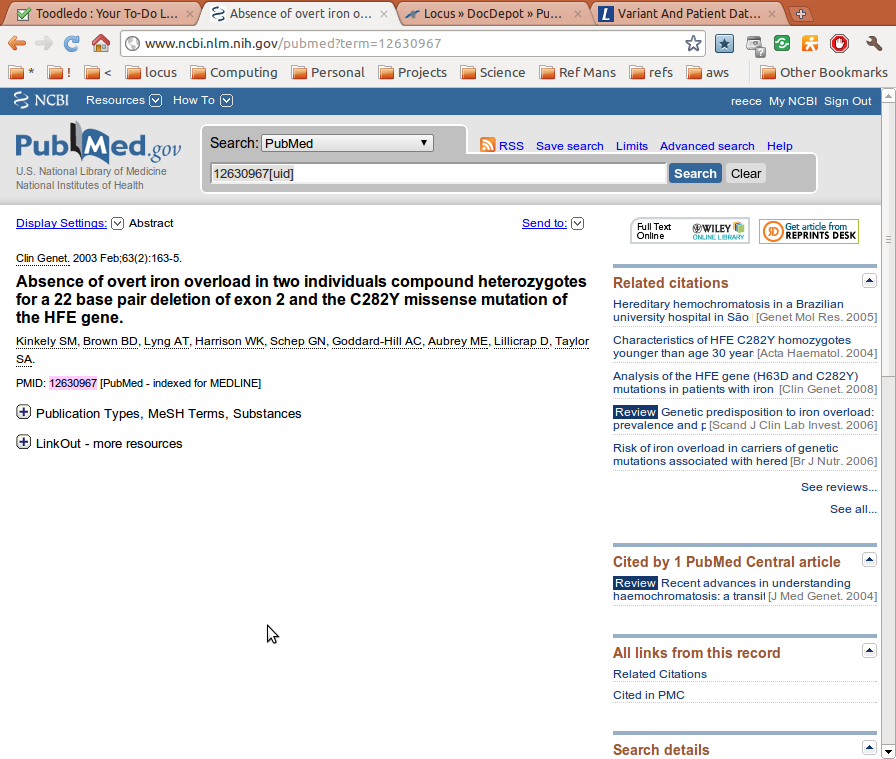 Toodledo : Your To-Do L...
Absence of overt iron o...
Locus » DocDepot » Pu...
Variant And Patient Dat...
www.ncbi.nlm.nih.gov/pubmed?term=12630967
* ! < locus Computing Personal Projects Science Ref Mans refs aws Other Bookmarks
NCBI Resources How To reece My NCBI Sign Out
PubMed.gov
U.S. National Library of Medicine
National Institutes of Health
Search: PubMed
RSS Save search Limits Advanced search Help
12630967[uid] Search Clear
Display Settings: Abstract
Send to:
Full Text Online WILEY ONLINE LIBRARY
Get article from REPRINTS DESK
Clin Genet. 2003 Feb;63(2):163-5.
Absence of overt iron overload in two individuals compound heterozygotes
for a 22 base pair deletion of exon 2 and the C282Y missense mutation of
the HFE gene.
Kinkely SM, Brown BD, Lyng AT, Harrison WK, Schep GN, Goddard-Hill AC, Aubrey ME, Lillicrap D, Taylor
SA.
PMID: 12630967 [PubMed - indexed for MEDLINE]
Publication Types, MeSH Terms, Substances
LinkOut - more resources
Related citations
Hereditary hemochromatosis in a Brazilian
university hospital in São [Genet Mol Res. 2005]
Characteristics of HFE C282Y homozygotes
younger than age 30 year [Acta Haematol. 2004]
Analysis of the HFE gene (H63D and C282Y)
mutations in patients with iron [Clin Genet. 2008]
Review Genetic predisposition to iron overload:
prevalence and p [Scand J Clin Lab Invest. 2006]
Risk of iron overload in carriers of genetic
mutations associated with hered [Br J Nutr. 2006]
See reviews...
See all...
Cited by 1 PubMed Central article
Review Recent advances in understanding
haemochromatosis: a transit [J Med Genet. 2004]
All links from this record
Related Citations
Cited in PMC
Search details